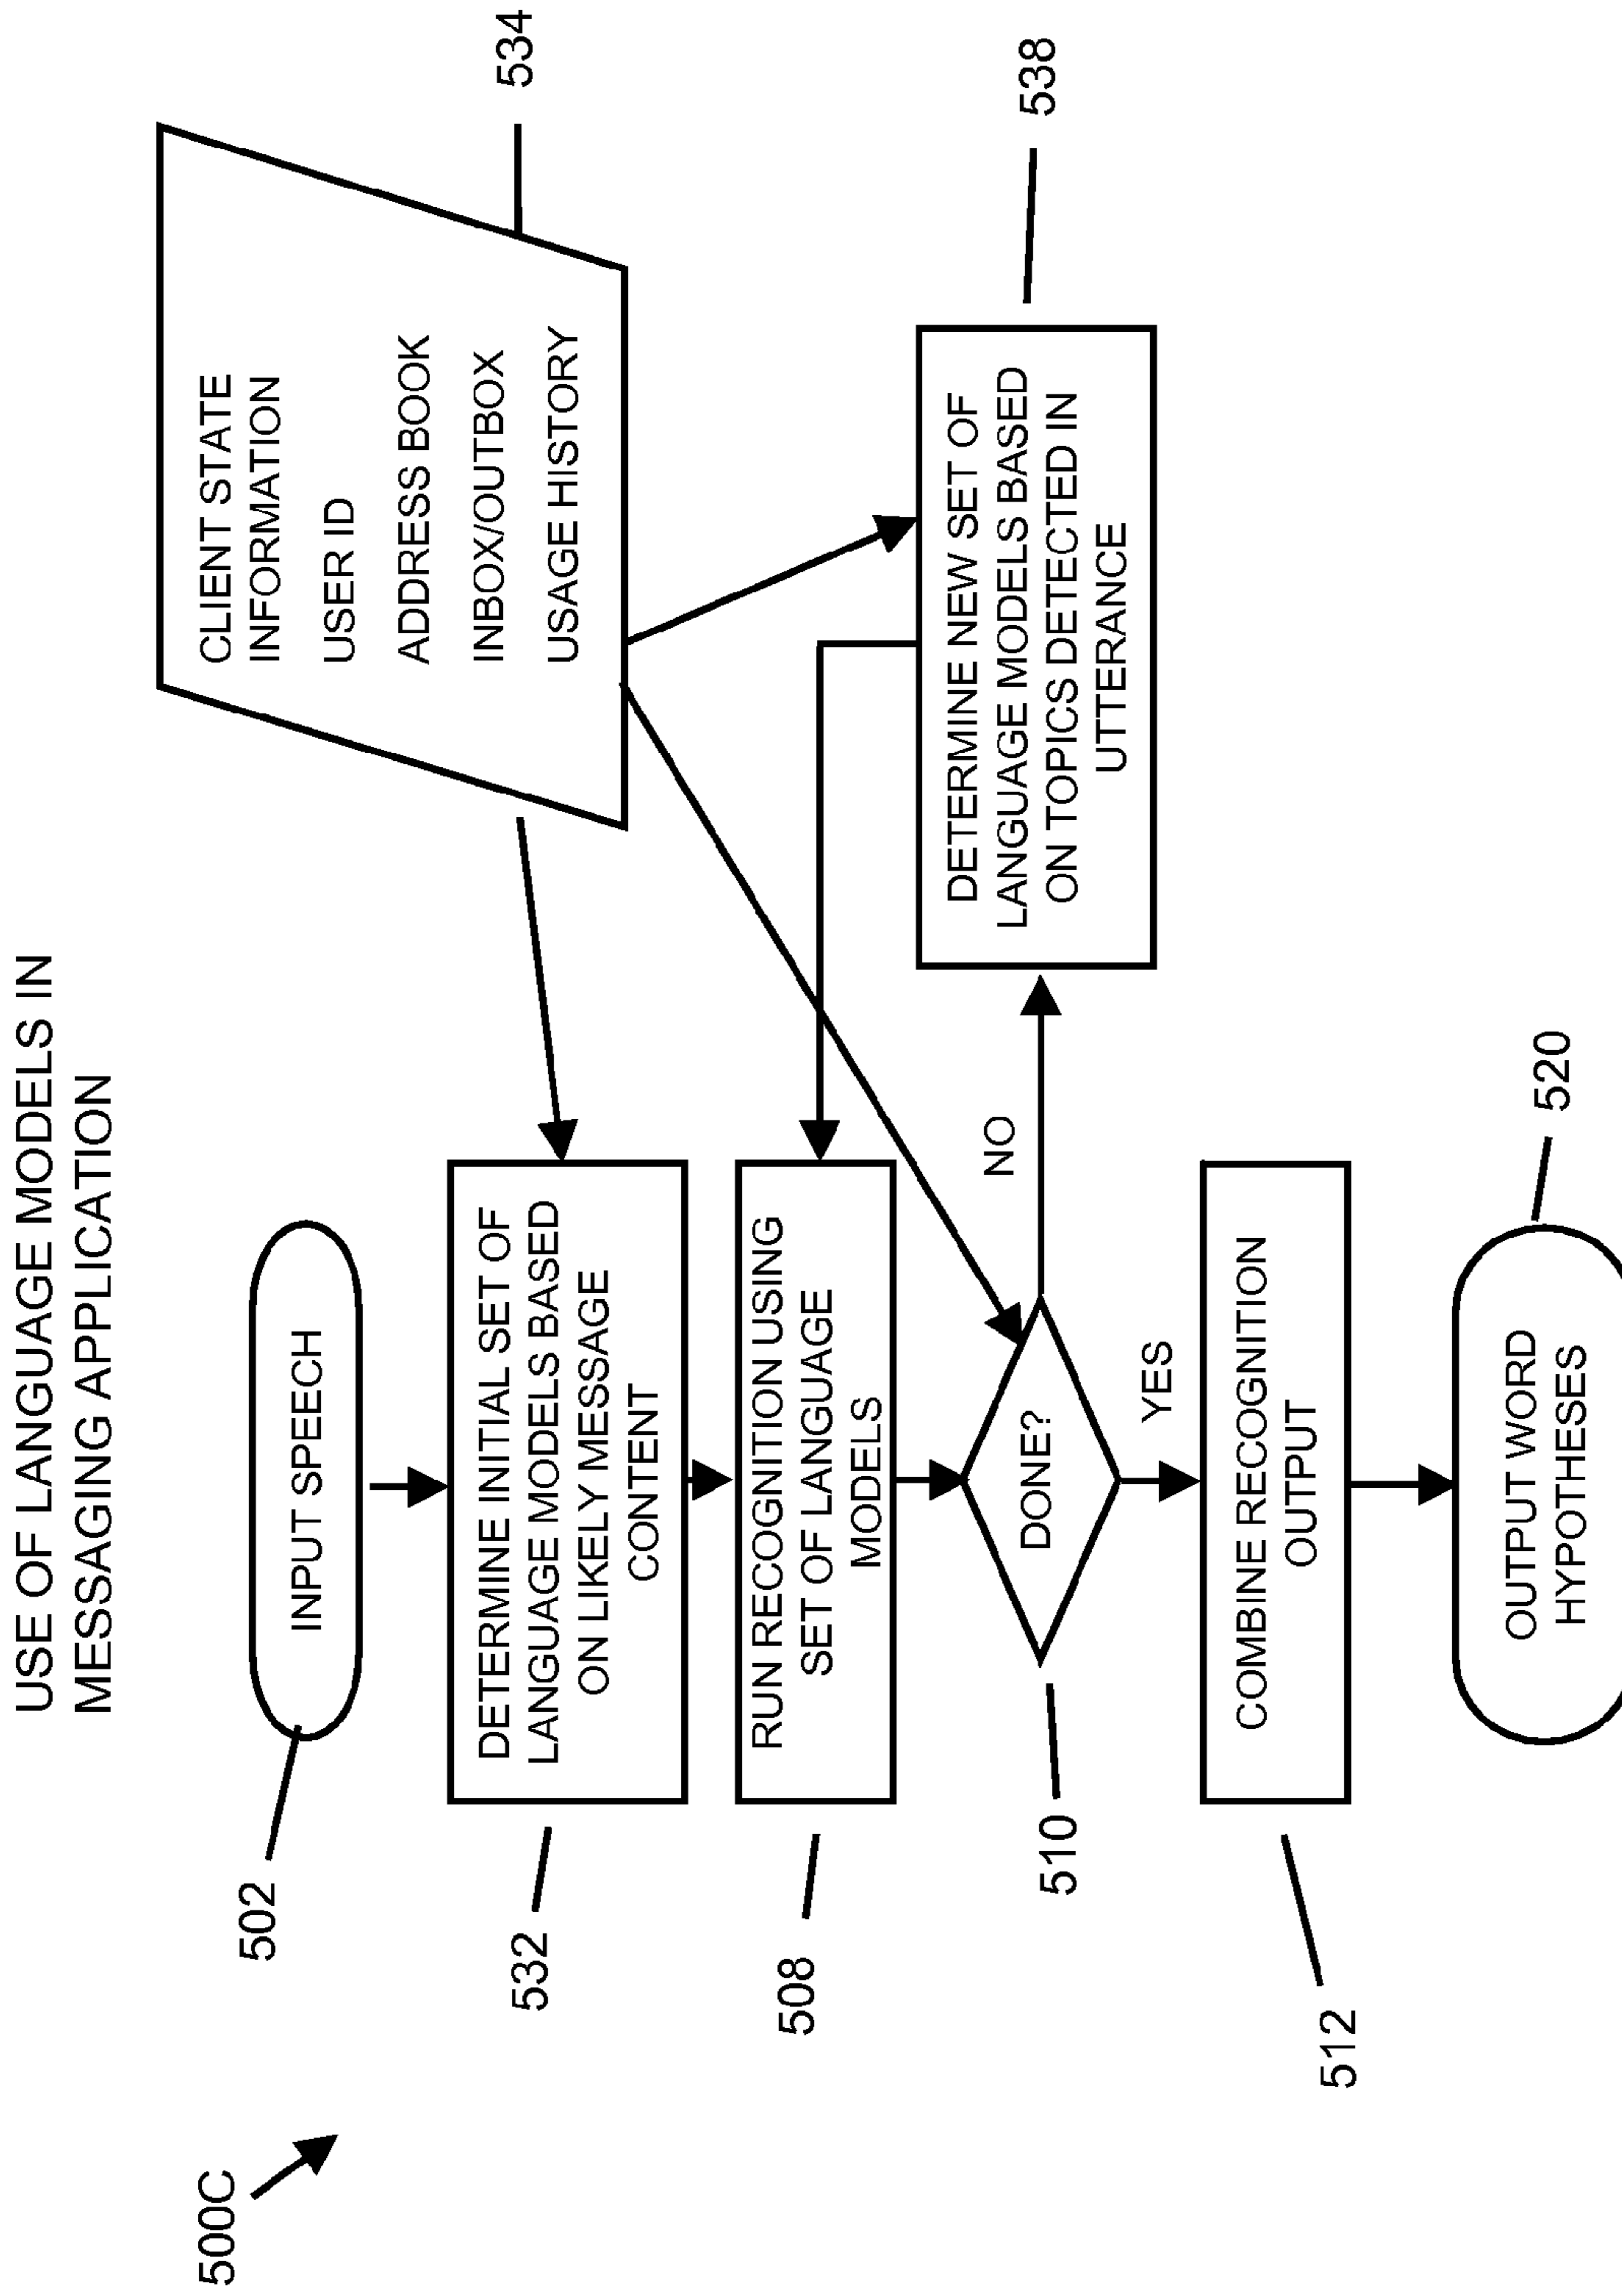 USE OF LANGUAGE MODELS IN
MESSAGING APPLICATION
500C
502
INPUT SPEECH
534
CLIENT STATE
INFORMATION
USER ID
ADDRESS BOOK
INBOX/OUTBOX
USAGE HISTORY
532
DETERMINE INITIAL SET OF
LANGUAGE MODELS BASED
ON LIKELY MESSAGE
CONTENT
508
RUN RECOGNITION USING
SET OF LANGUAGE
MODELS
538
DETERMINE NEW SET OF
LANGUAGE MODELS BASED
ON TOPICS DETECTED IN
UTTERANCE
510
DONE?
NO
YES
512
COMBINE RECOGNITION
OUTPUT
520
OUTPUT WORD
HYPOTHESES